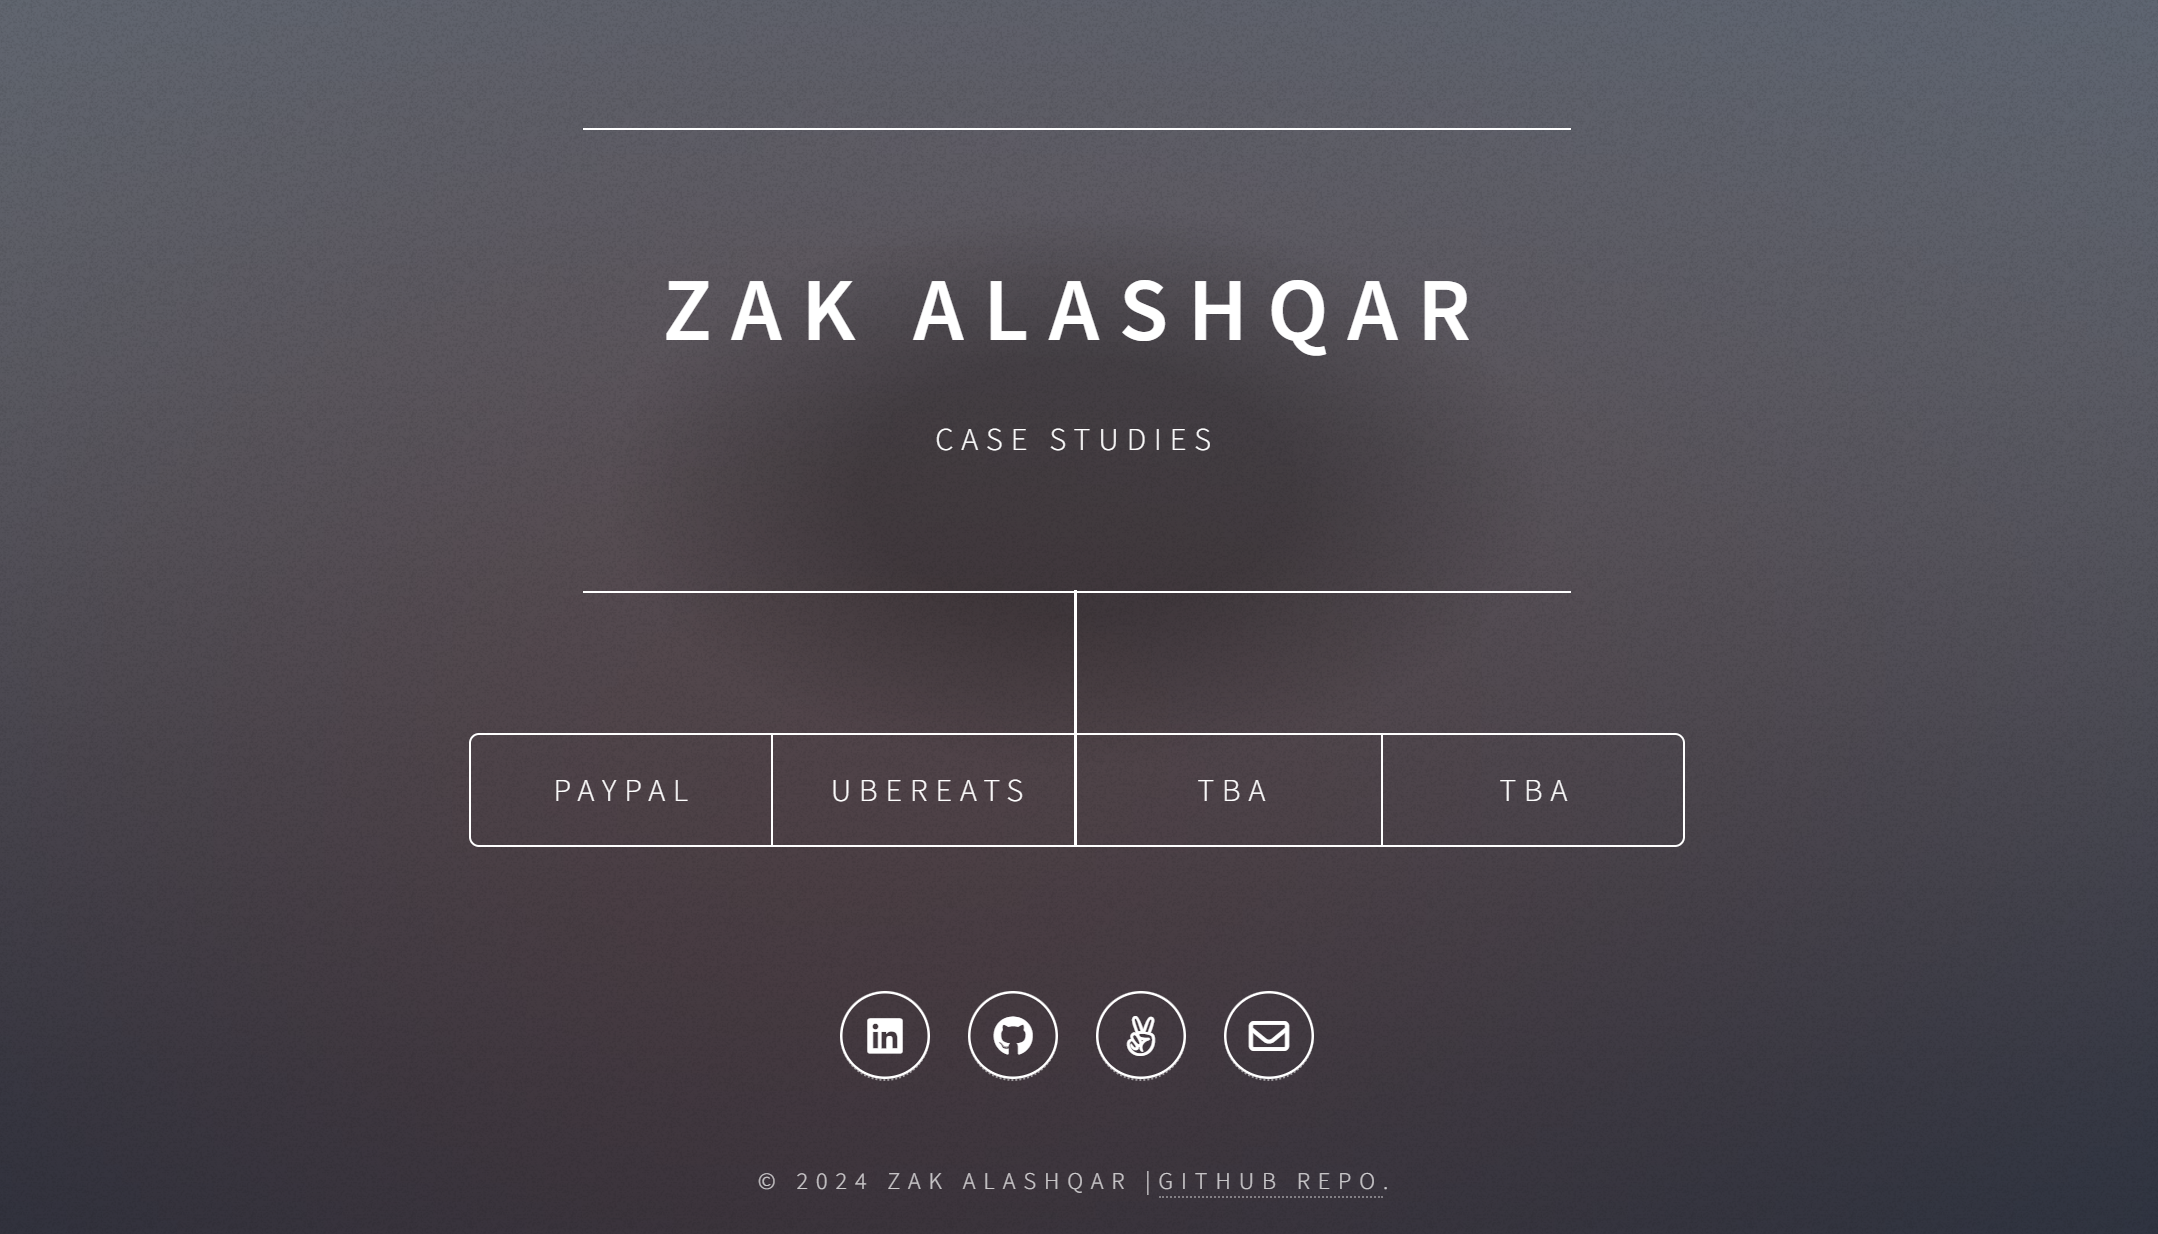 ZAK ALASHQAR
CASE STUDIES
PAYPAL UBEREATS TBA TBA
© 2024 ZAK ALASHQAR |GITHUB REPO.